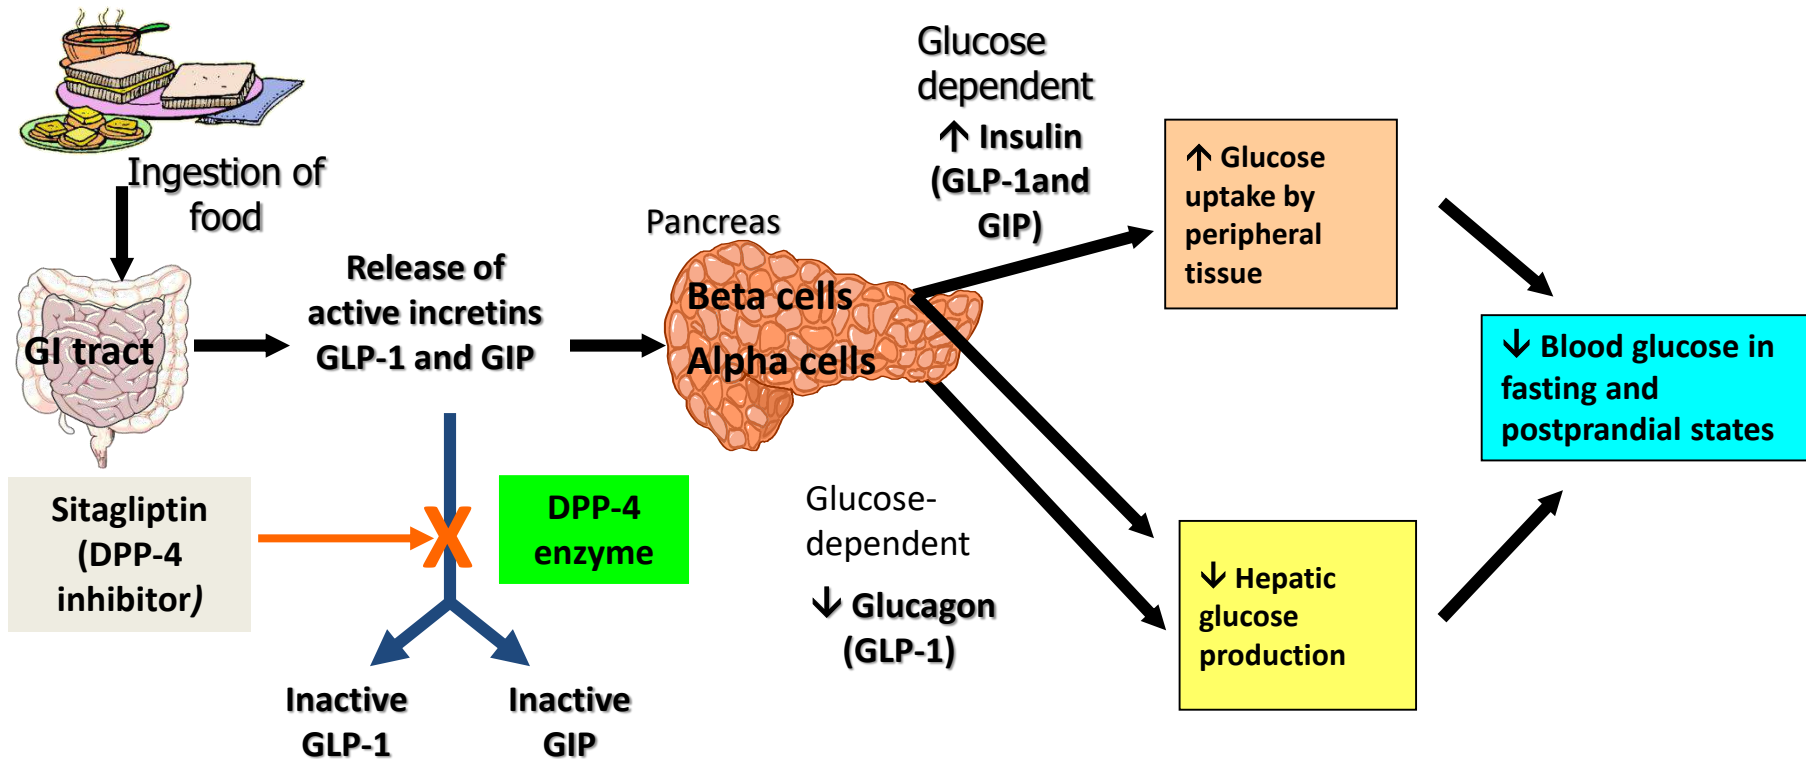 Ingestion of
food
GI tract
Release of
active incretins
GLP-1 and GIP
Pancreas
Beta cells
Alpha cells
Glucose
dependent
↑ Insulin
(GLP-1and
GIP)
↑ Glucose
uptake by
peripheral
tissue
↓ Blood glucose in
fasting and
postprandial states
Sitagliptin
(DPP-4
inhibitor)
X
DPP-4
enzyme
Glucose-
dependent
↓ Glucagon
(GLP-1)
↓ Hepatic
glucose
production
Inactive
GLP-1
Inactive
GIP